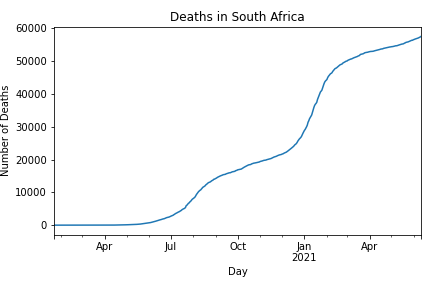 Deaths in South Africa
60000
50000
40000
30000
20000
10000
0
Number of Deaths
Apr
Jul
Oct
Jan
2021
Apr
Day